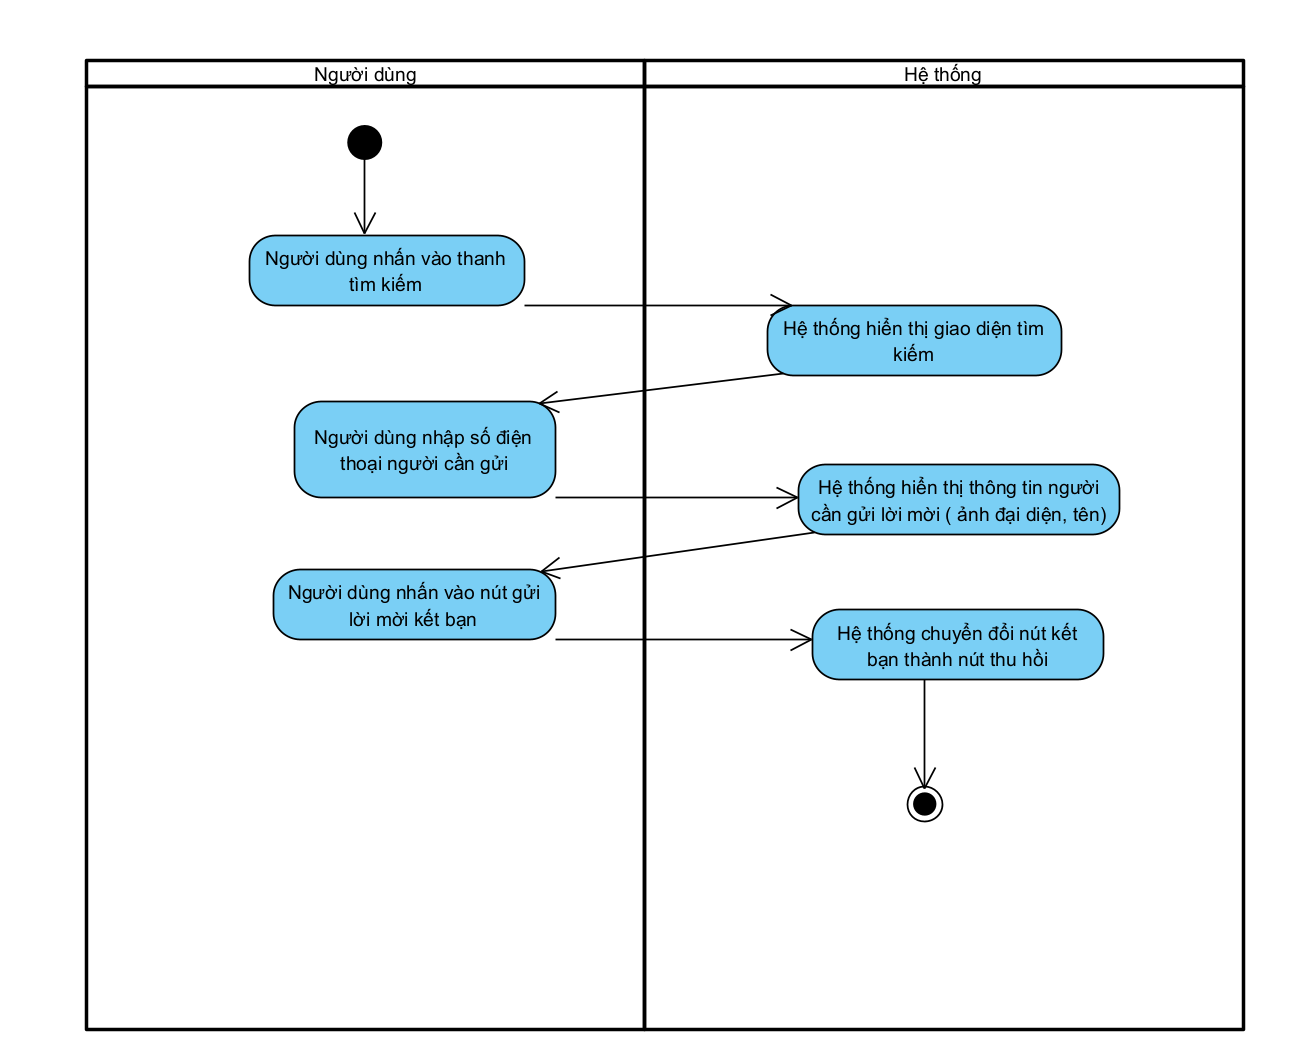 Người dùng
Hệ thống
Người dùng nhấn vào thanh
tìm kiếm
Hệ thống hiển thị giao diện tìm
kiếm
Người dùng nhập số điện
thoại người cần gửi
Hệ thống hiển thị thông tin người
cần gửi lời mời ( ảnh đại diện, tên)
Người dùng nhấn vào nút gửi
lời mời kết bạn
Hệ thống chuyển đổi nút kết
bạn thành nút thu hồi